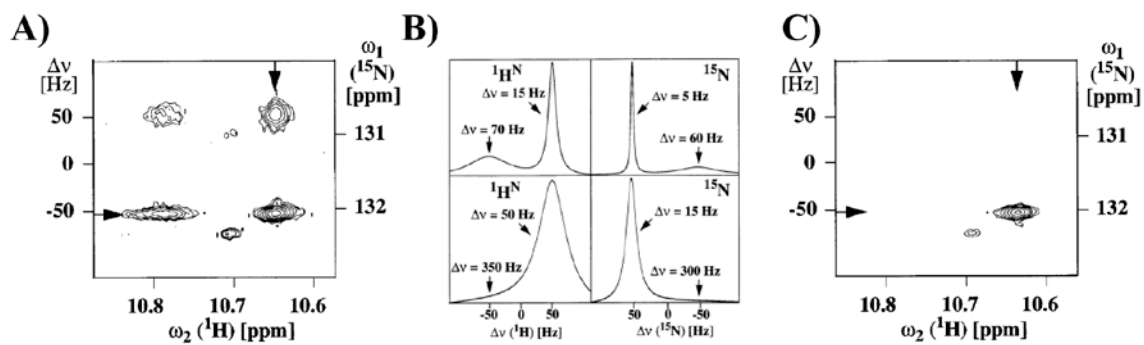 A)
Δν
[Hz]
ω1
(15N)
[ppm]
50
0
-50
131
132
10.8 10.7 10.6
ω2 (1H) [ppm]
B)
1HN
Δν = 15 Hz
Δν = 70 Hz
15N
Δν = 5 Hz
Δν = 60 Hz
1HN
Δν = 50 Hz
Δν = 350 Hz
15N
Δν = 15 Hz
Δν = 300 Hz
-50 0 50
Δν (1H) [Hz]
50 0 -50
Δν (15N) [Hz]
C)
Δν
[Hz]
ω1
(15N)
[ppm]
50
0
-50
131
132
10.8 10.7 10.6
ω2 (1H) [ppm]